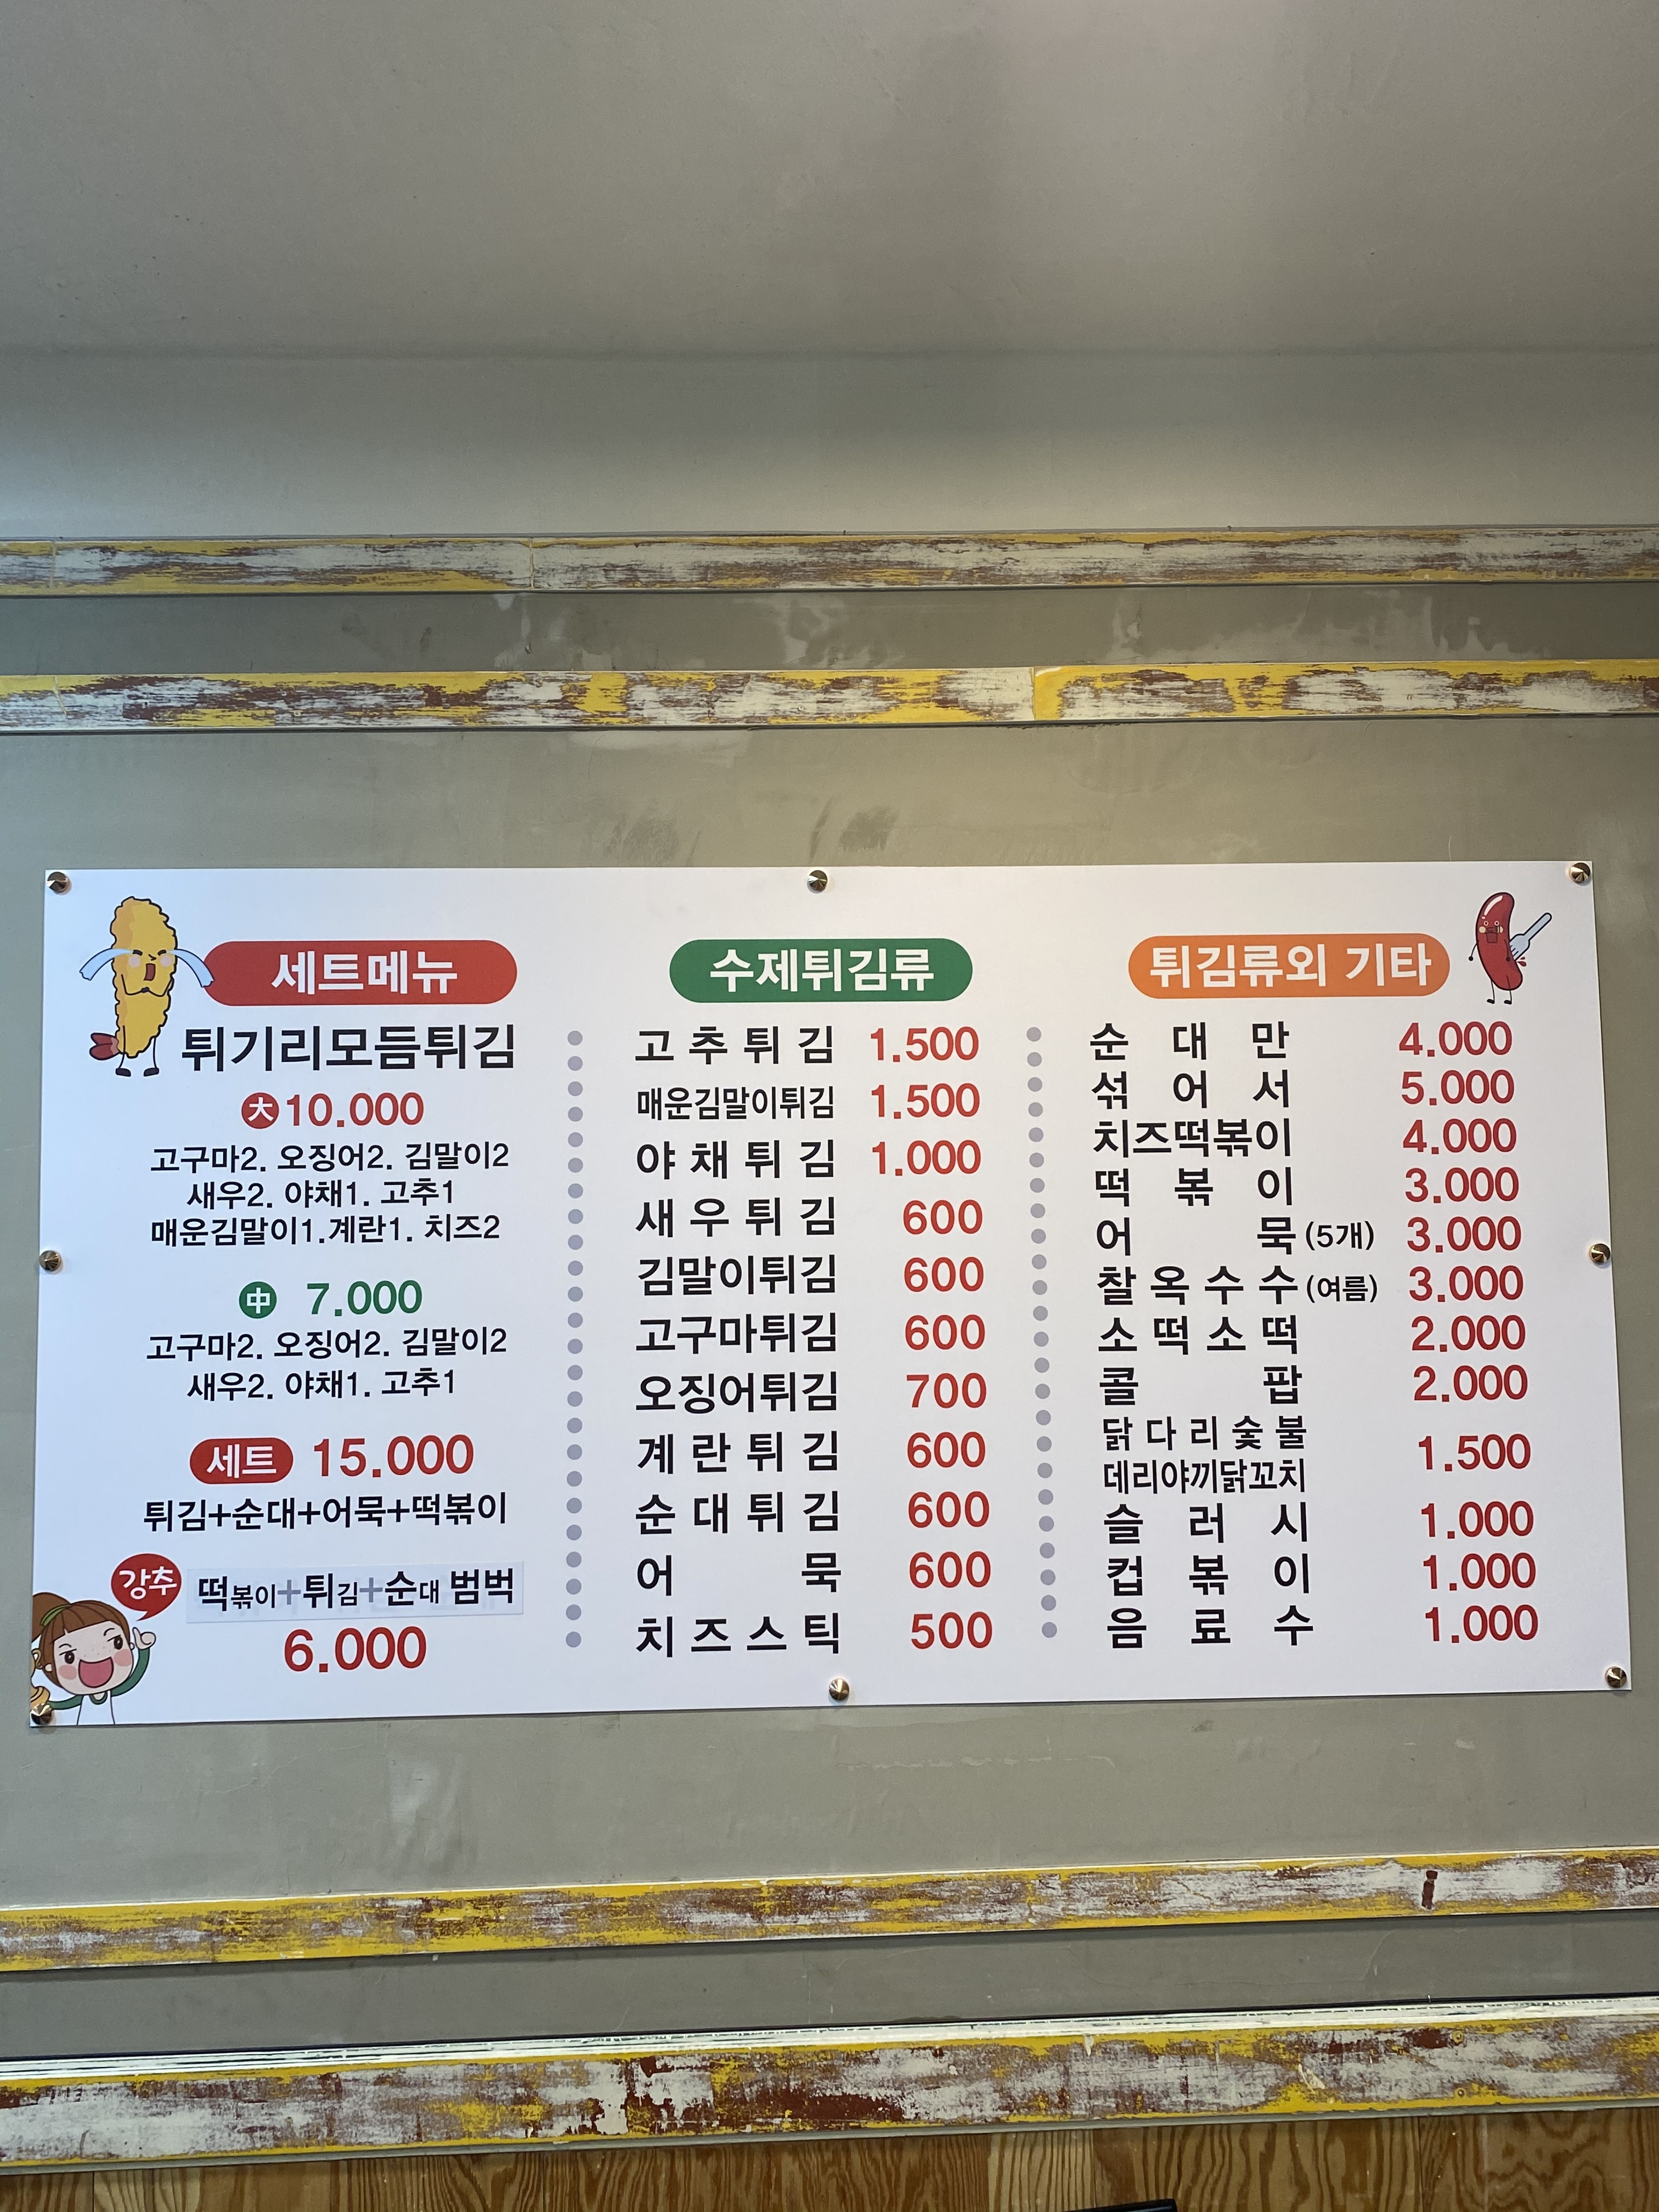 세트메뉴
튀기리모듬튀김
大 10.000
고구마2. 오징어2. 김말이2
새우2. 야채1. 고추1
매운김말이1.계란1. 치즈2
中 7.000
고구마2. 오징어2. 김말이2
새우2. 야채1. 고추1
세트 15.000
튀김+순대+어묵+떡볶이
강추 떡볶이+튀김+순대 범벅
6.000
수제튀김류
고추튀김 1.500
매운김말이튀김 1.500
야채튀김 1.000
새우튀김 600
김말이튀김 600
고구마튀김 600
오징어튀김 700
계란튀김 600
순대튀김 600
어묵 600
치즈스틱 500
튀김류외 기타
순대만 4.000
섞어서 5.000
치즈떡볶이 4.000
떡볶이 3.000
어묵(5개) 3.000
찰옥수수(여름) 3.000
소떡소떡 2.000
콜팝 2.000
닭다리숯불
데리야끼닭꼬치 1.500
슬러시 1.000
컵볶이 1.000
음료수 1.000